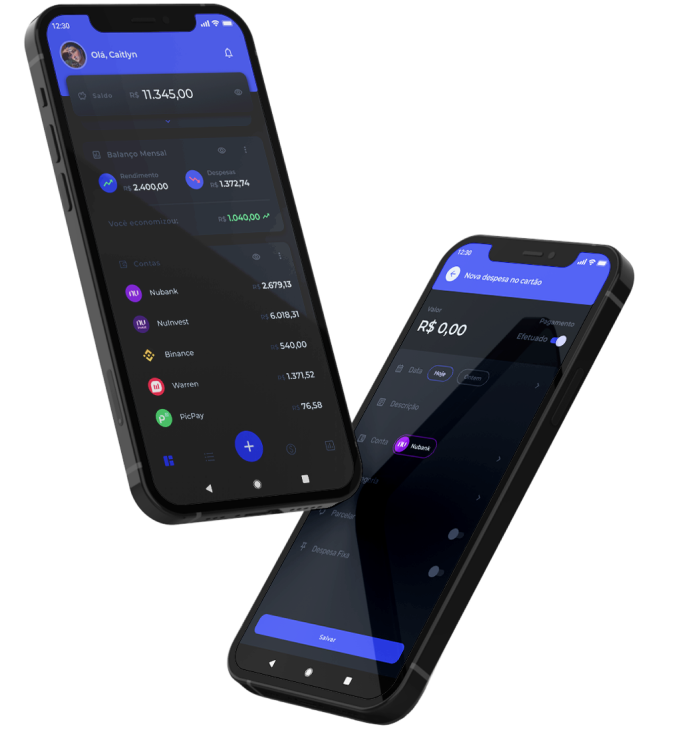 12:30
Olá, Caitlyn
Saldo R$ 11.345,00
Balanço Mensal
Rendimento
R$ 2.400,00
Despesas
R$ 1.372,74
Você economizou: R$ 1.040,00
Contas
Nubank R$ 2.679,13
NuInvest R$ 6.018,31
Binance R$ 540,00
Warren R$ 1.371,52
PicPay R$ 76,58
12:30
Nova despesa no cartão
Valor
R$ 0,00
Pagamento
Efetuado
Data Hoje Ontem
Descrição
Conta Nubank
Parcelar
Despesa Fixa
Salvar